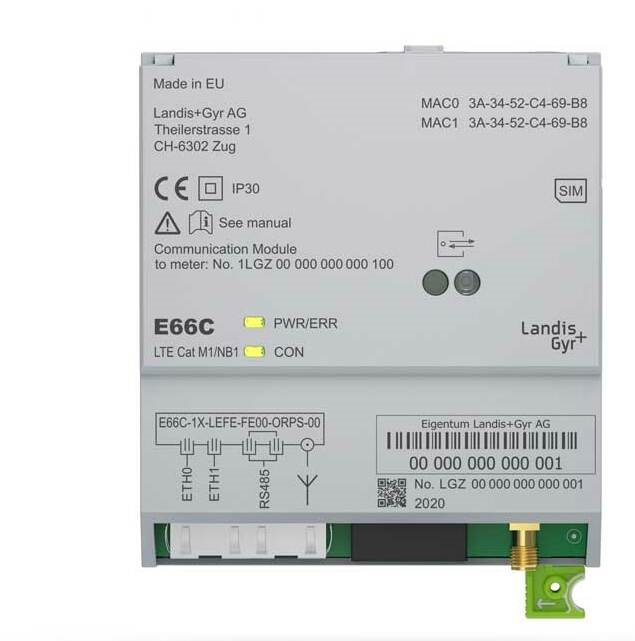 Made in EU
Landis+Gyr AG
Theilerstrasse 1
CH-6302 Zug
MAC0 3A-34-52-C4-69-B8
MAC1 3A-34-52-C4-69-B8
CE IP30
SIM
See manual
Communication Module
to meter: No. 1LGZ 00 000 000 000 100
E66C PWR/ERR
LTE Cat M1/NB1 CON
Landis
Gyr+
E66C-1X-LEFE-FE00-ORPS-00
ETH0
ETH1
RS485
Eigentum Landis+Gyr AG
00 000 000 000 001
No. LGZ 00 000 000 000 001
2020